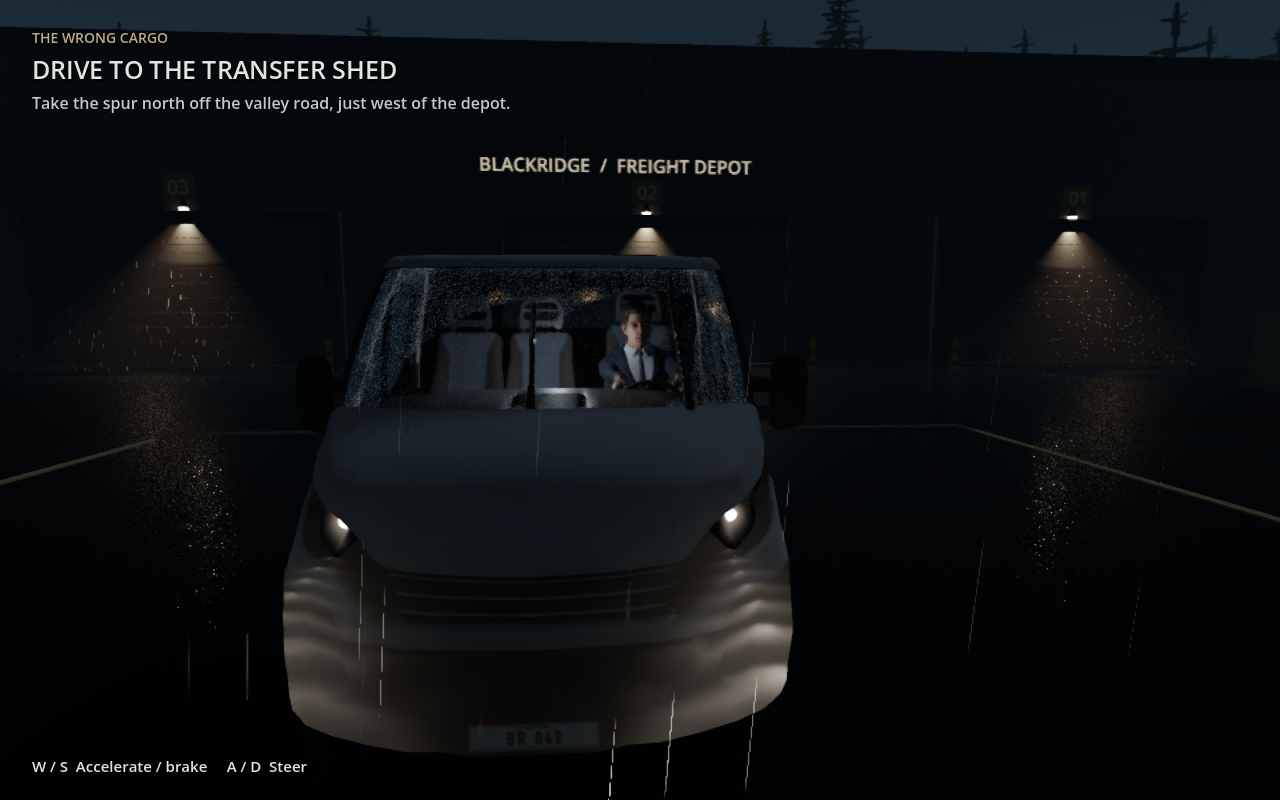 THE WRONG CARGO
DRIVE TO THE TRANSFER SHED
Take the spur north off the valley road, just west of the depot.
BLACKRIDGE / FREIGHT DEPOT
03
02
01
BR 048
W / S Accelerate / brake A / D Steer